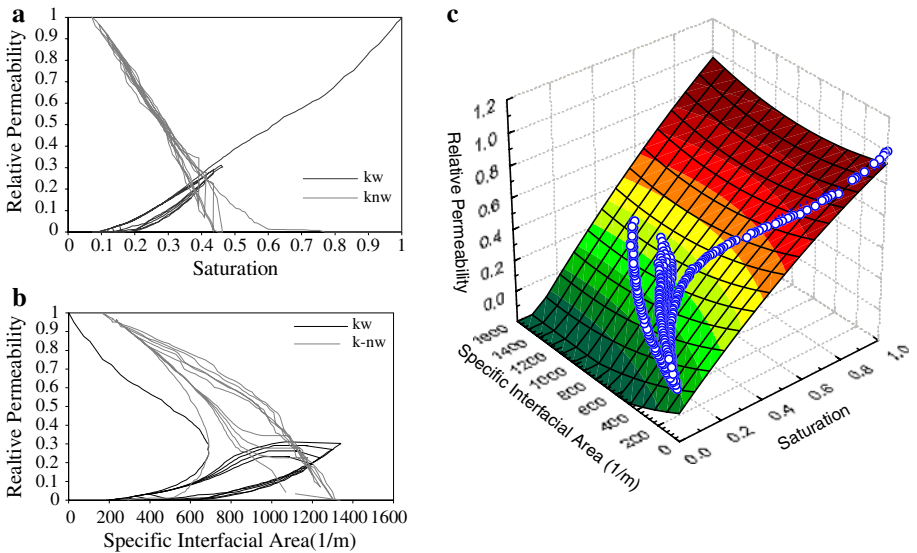 a
Relative Permeability
1
0.9
0.8
0.7
0.6
0.5
0.4
0.3
0.2
0.1
0
kw
knw
0 0.1 0.2 0.3 0.4 0.5 0.6 0.7 0.8 0.9 1
Saturation
b
Realtive Permeability
1
0.9
0.8
0.7
0.6
0.5
0.4
0.3
0.2
0.1
0
kw
k-nw
0 200 400 600 800 1000 1200 1400 1600
Specific Interfacial Area(1/m)
c
Relative Permeability
1.2
1.0
0.8
0.6
0.4
0.2
0.0
1600
1400
1200
1000
800
600
400
200
0
Specific Interfacial Area (1/m)
0.0 0.2 0.4 0.6 0.8 1.0
Saturation